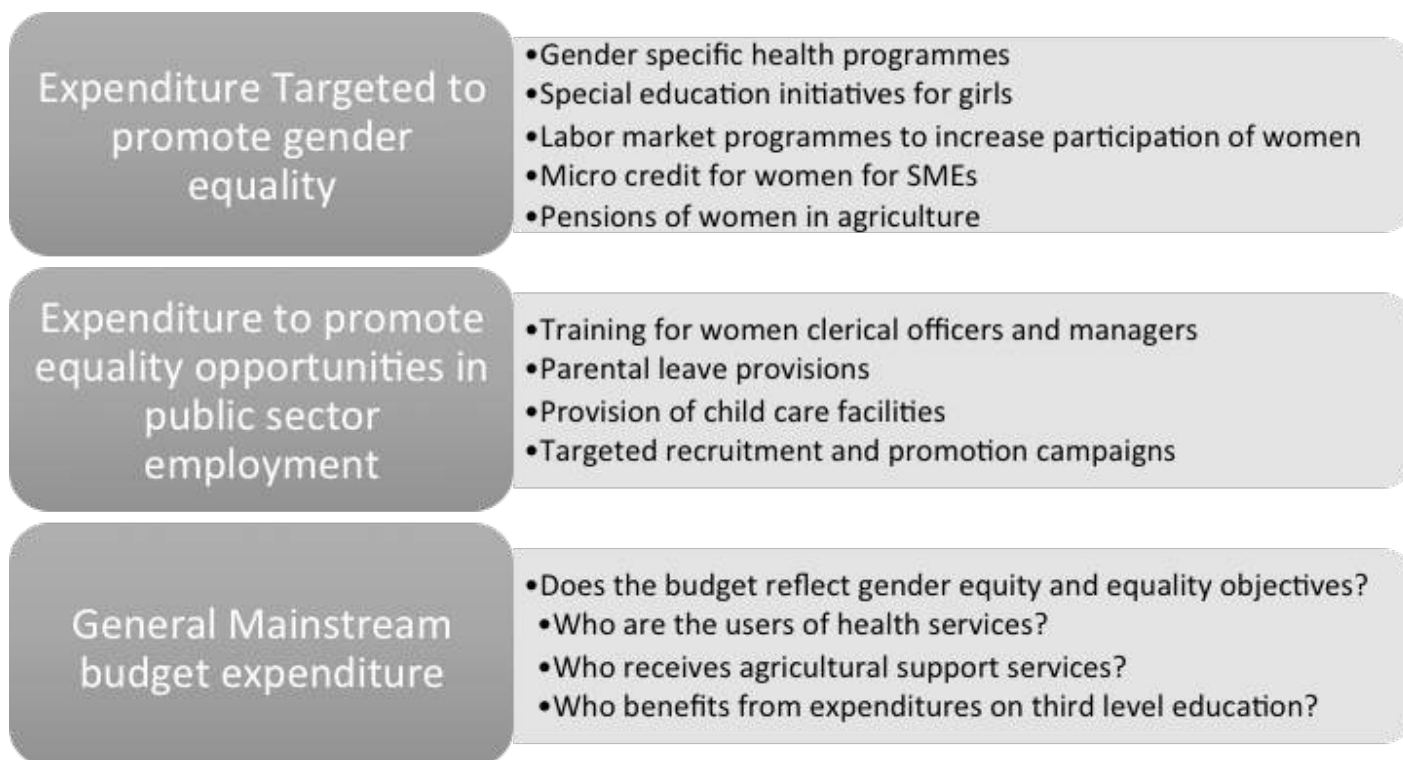 Expenditure Targeted to
promote gender
equality
•Gender specific health programmes
•Special education initiatives for girls
•Labor market programmes to increase participation of women
•Micro credit for women for SMEs
•Pensions of women in agriculture
Expenditure to promote
equality opportunities in
public sector
employment
•Training for women clerical officers and managers
•Parental leave provisions
•Provision of child care facilities
•Targeted recruitment and promotion campaigns
General Mainstream
budget expenditure
•Does the budget reflect gender equity and equality objectives?
•Who are the users of health services?
•Who receives agricultural support services?
•Who benefits from expenditures on third level education?